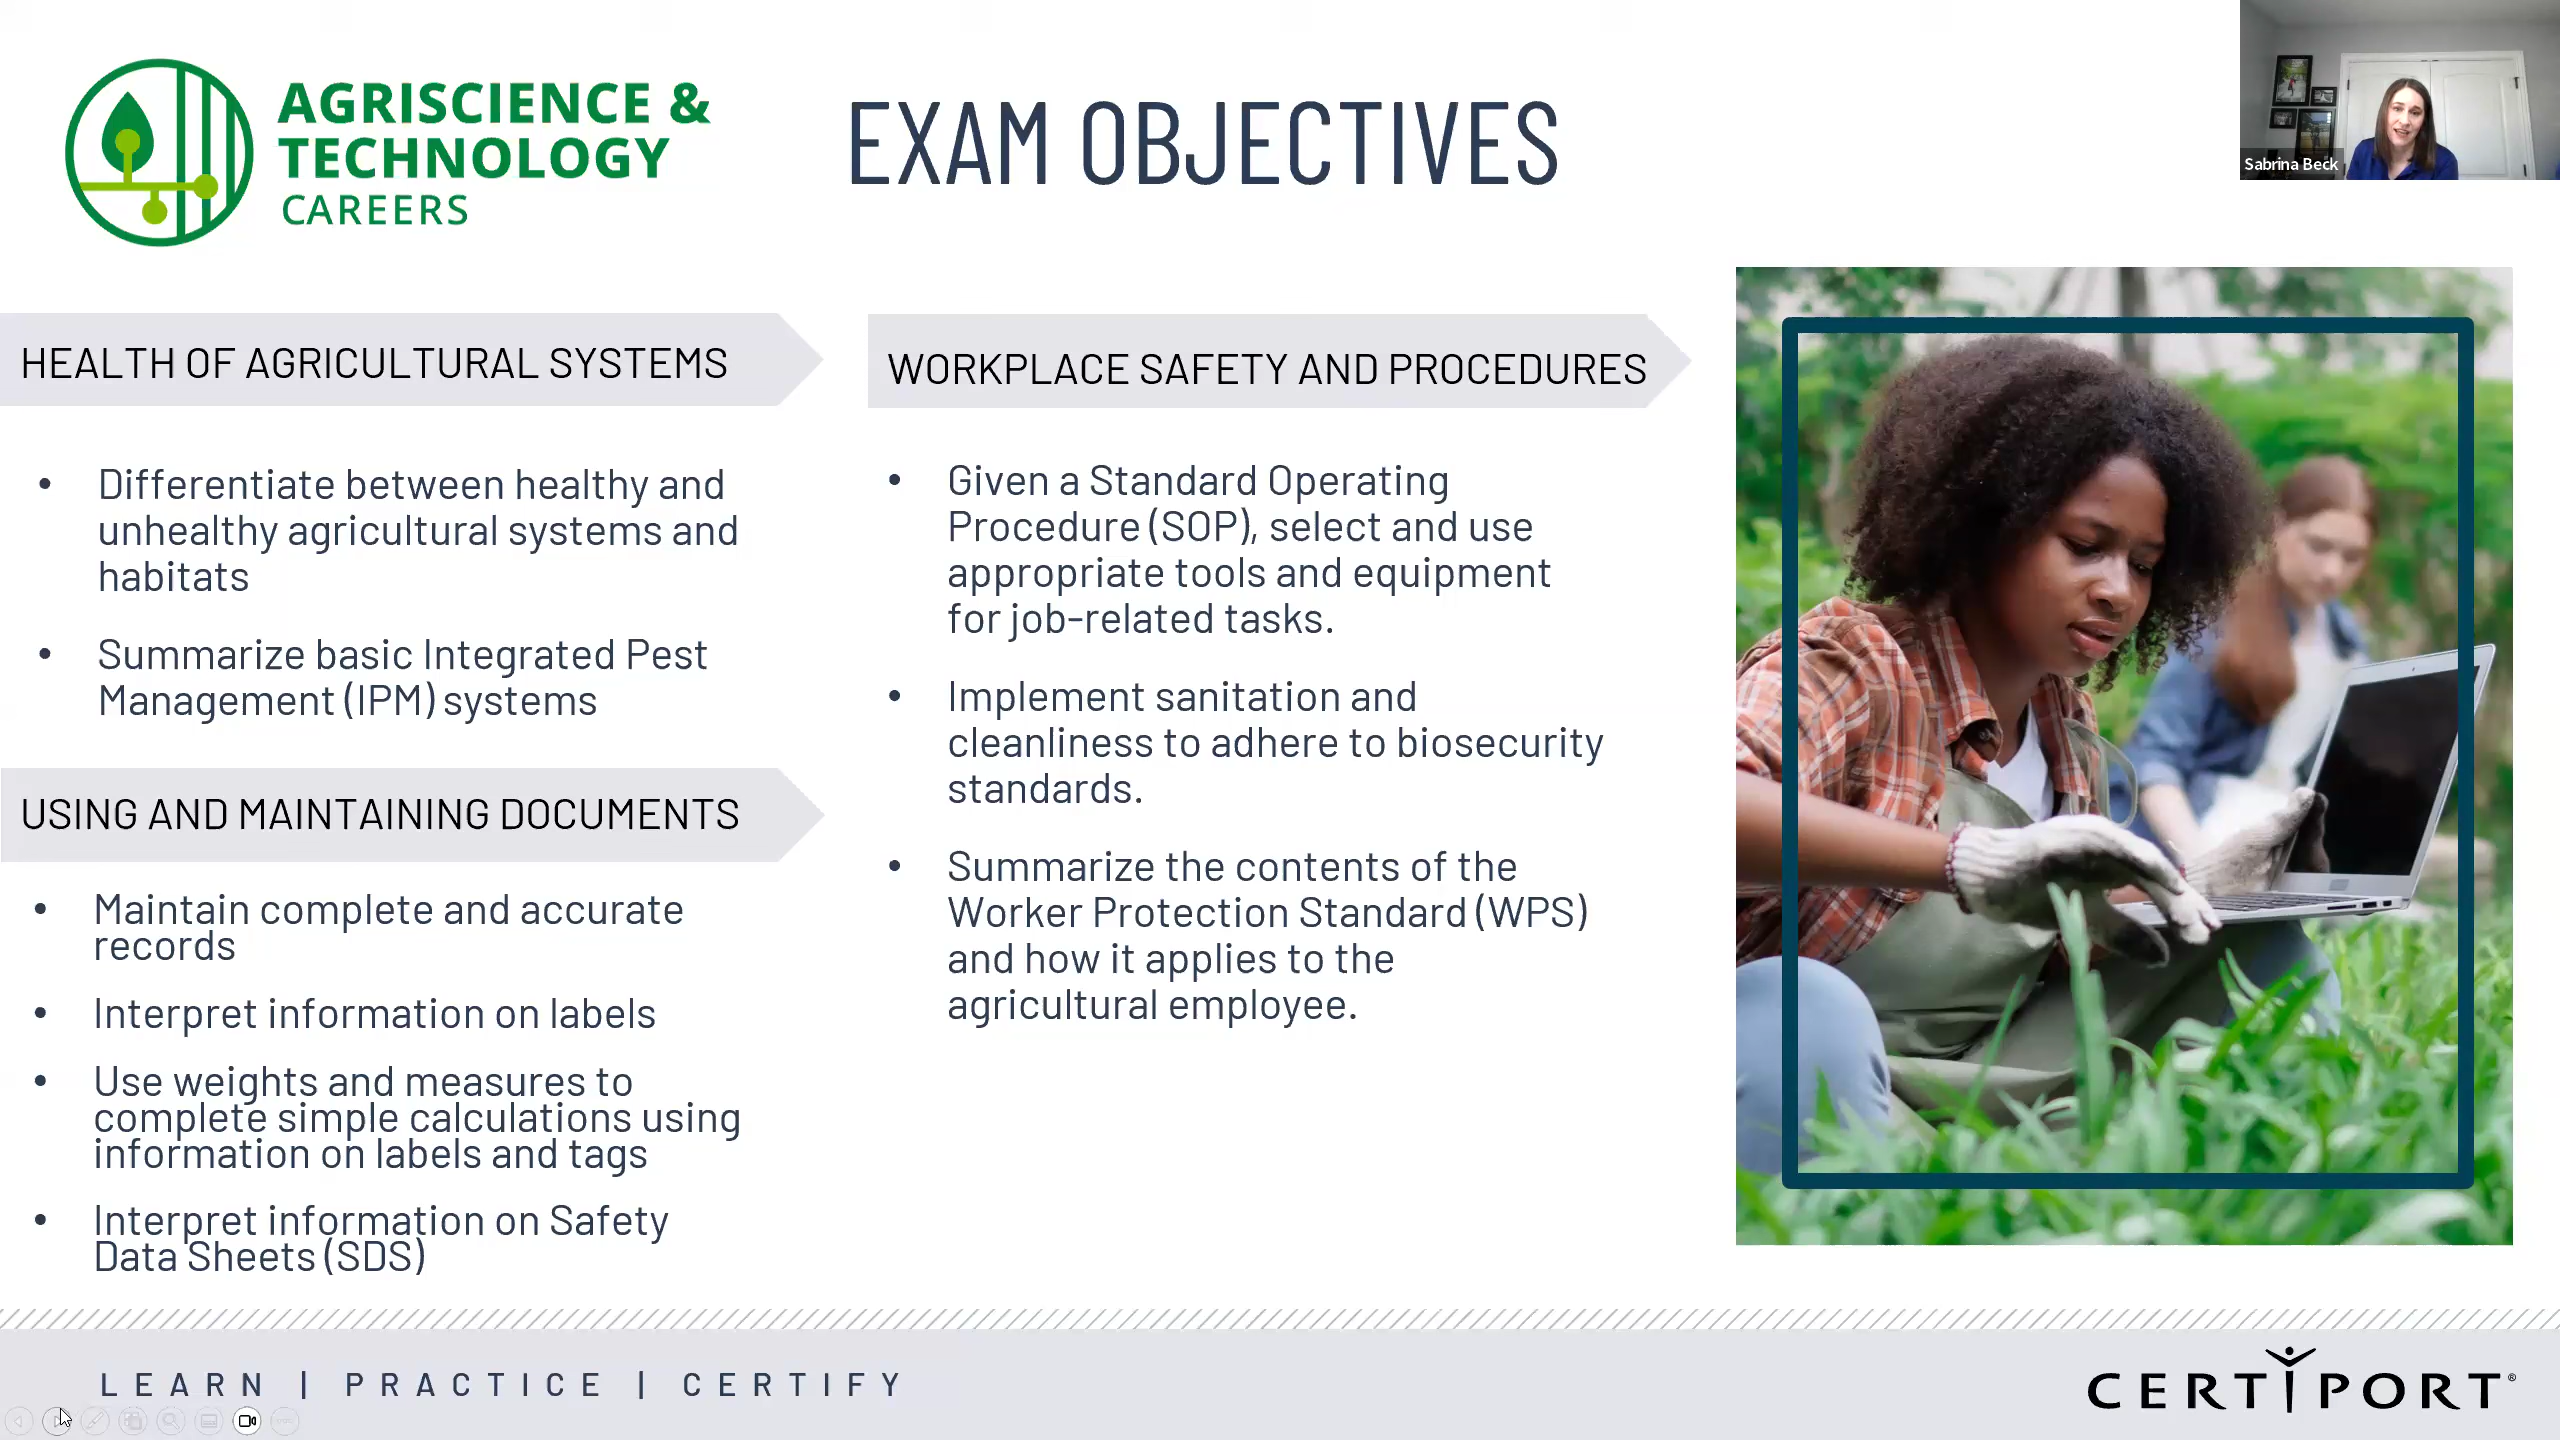 AGRISCIENCE &
TECHNOLOGY
CAREERS
EXAM OBJECTIVES
Sabrina Beck
HEALTH OF AGRICULTURAL SYSTEMS
• Differentiate between healthy and
unhealthy agricultural systems and
habitats
• Summarize basic Integrated Pest
Management (IPM) systems
USING AND MAINTAINING DOCUMENTS
• Maintain complete and accurate
records
• Interpret information on labels
• Use weights and measures to
complete simple calculations using
information on labels and tags
• Interpret information on Safety
Data Sheets (SDS)
WORKPLACE SAFETY AND PROCEDURES
• Given a Standard Operating
Procedure (SOP), select and use
appropriate tools and equipment
for job-related tasks.
• Implement sanitation and
cleanliness to adhere to biosecurity
standards.
• Summarize the contents of the
Worker Protection Standard (WPS)
and how it applies to the
agricultural employee.
LEARN | PRACTICE | CERTIFY
CERTIPORT®